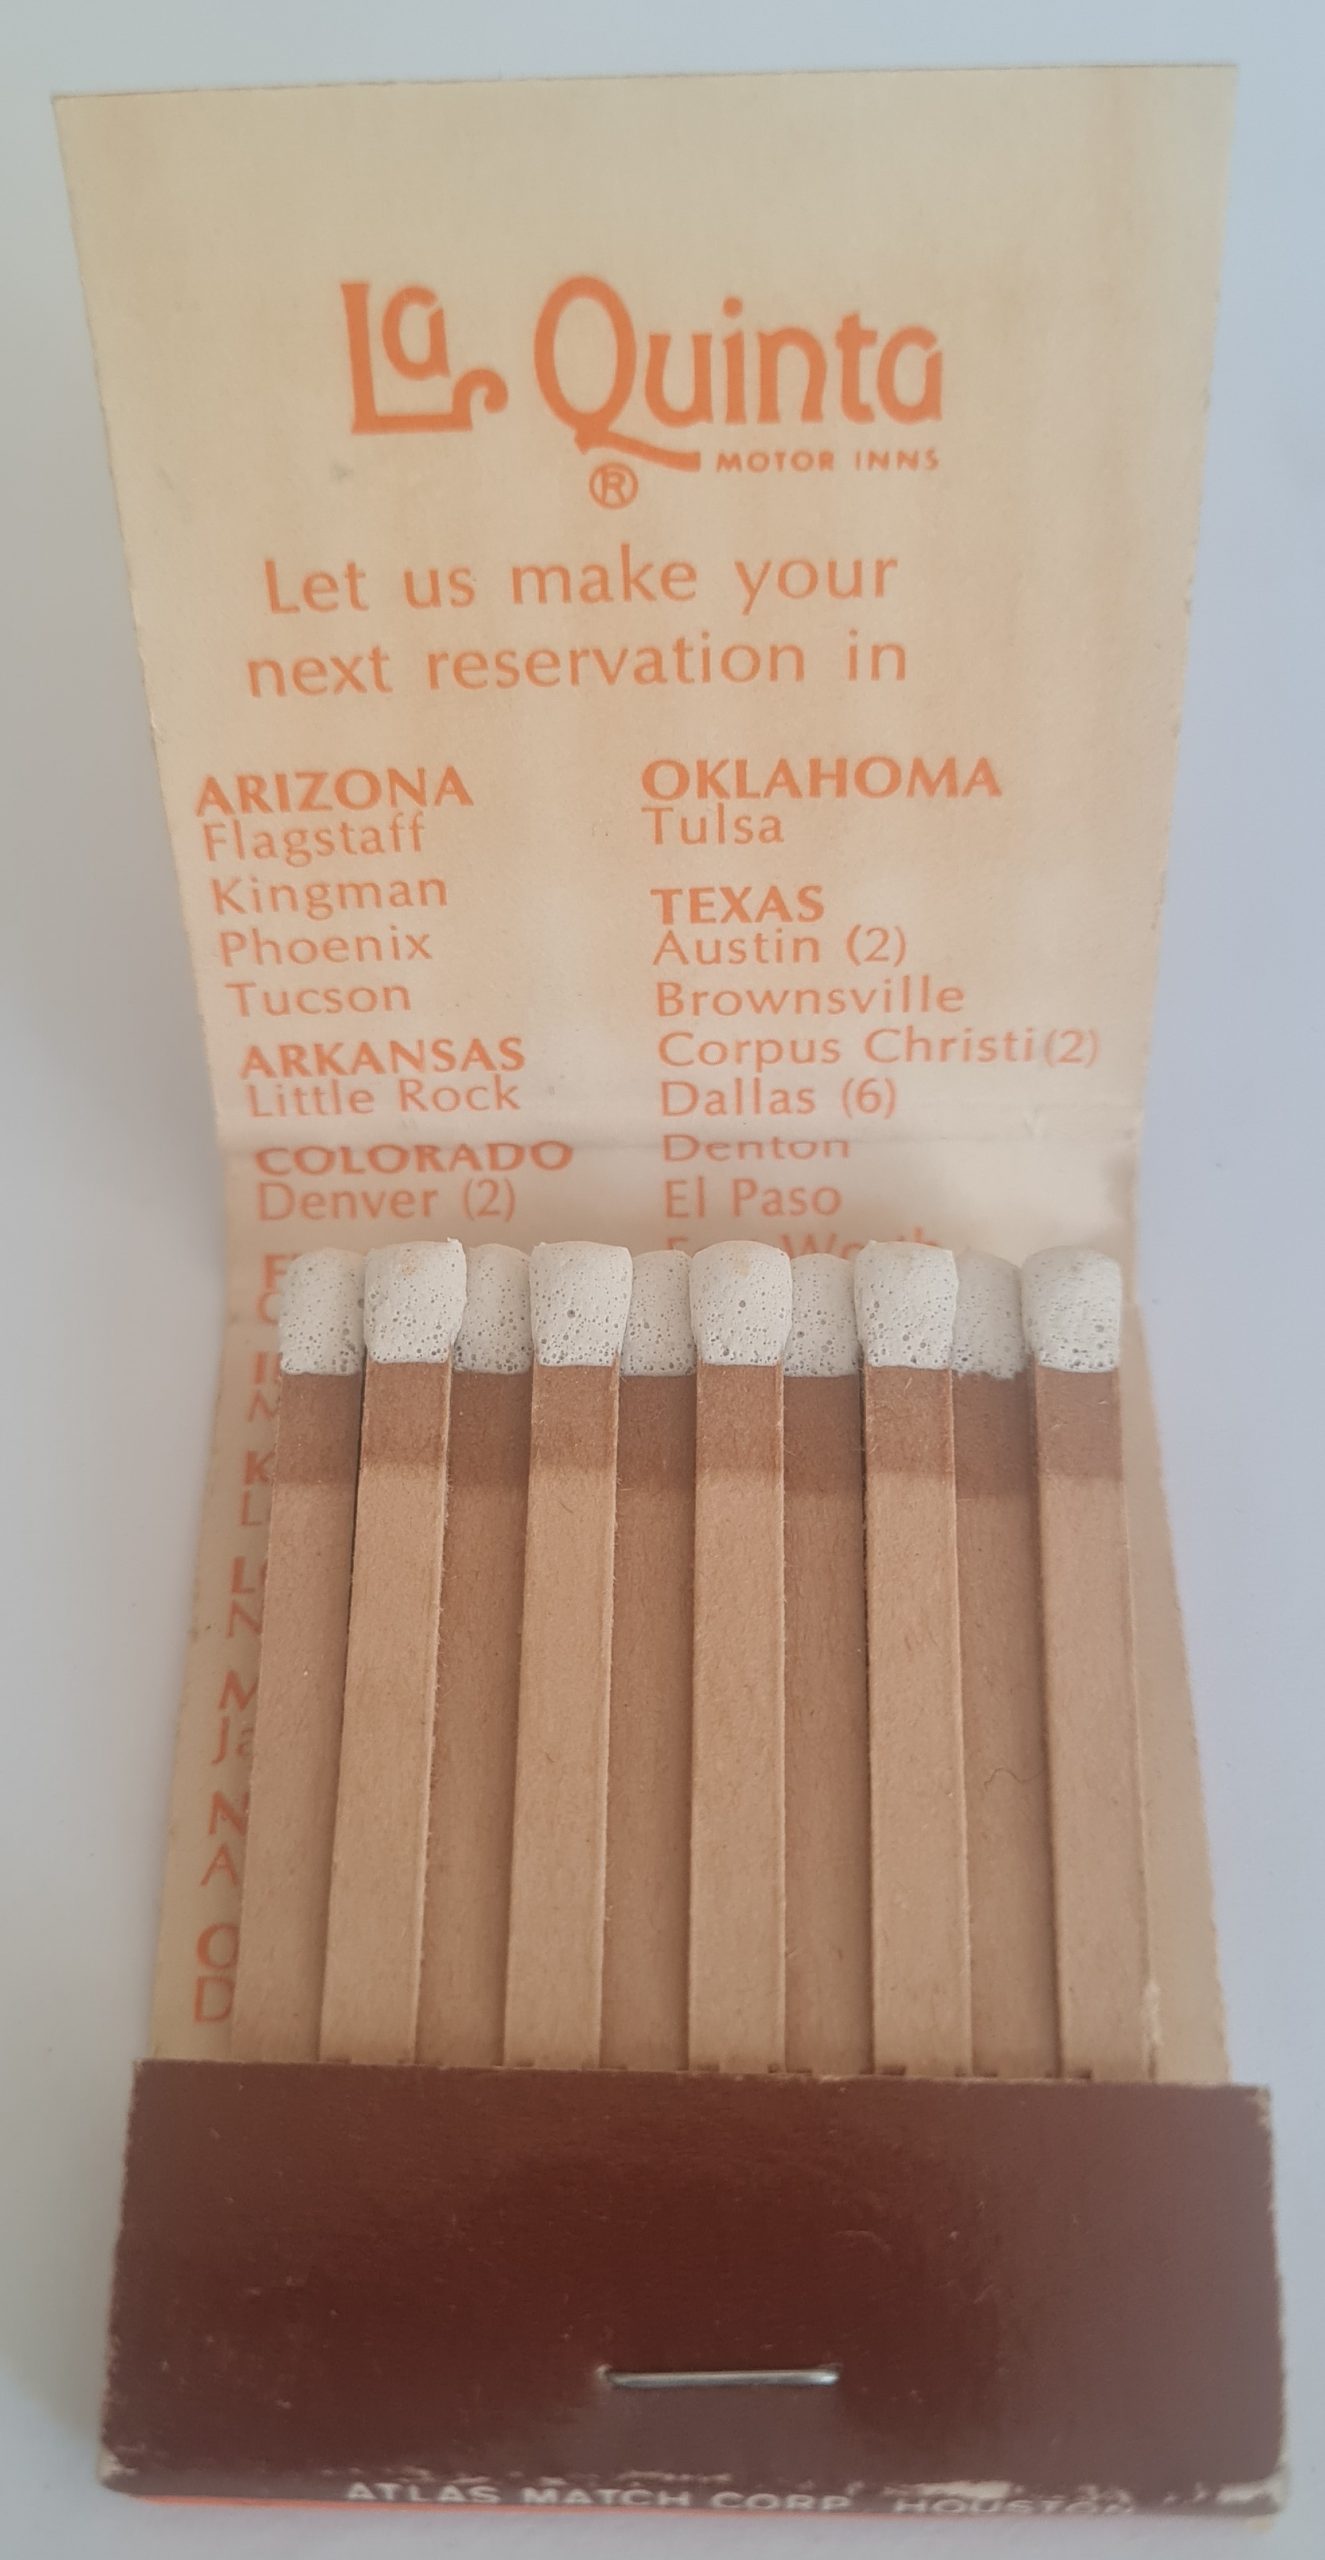 La Quinta
MOTOR INNS
®
Let us make your
next reservation in
ARIZONA
Flagstaff
Kingman
Phoenix
Tucson
ARKANSAS
Little Rock
COLORADO
Denver (2)
OKLAHOMA
Tulsa
TEXAS
Austin (2)
Brownsville
Corpus Christi (2)
Dallas (6)
Denton
El Paso
Worth
ATLAS MATCH CORP. HOUSTON